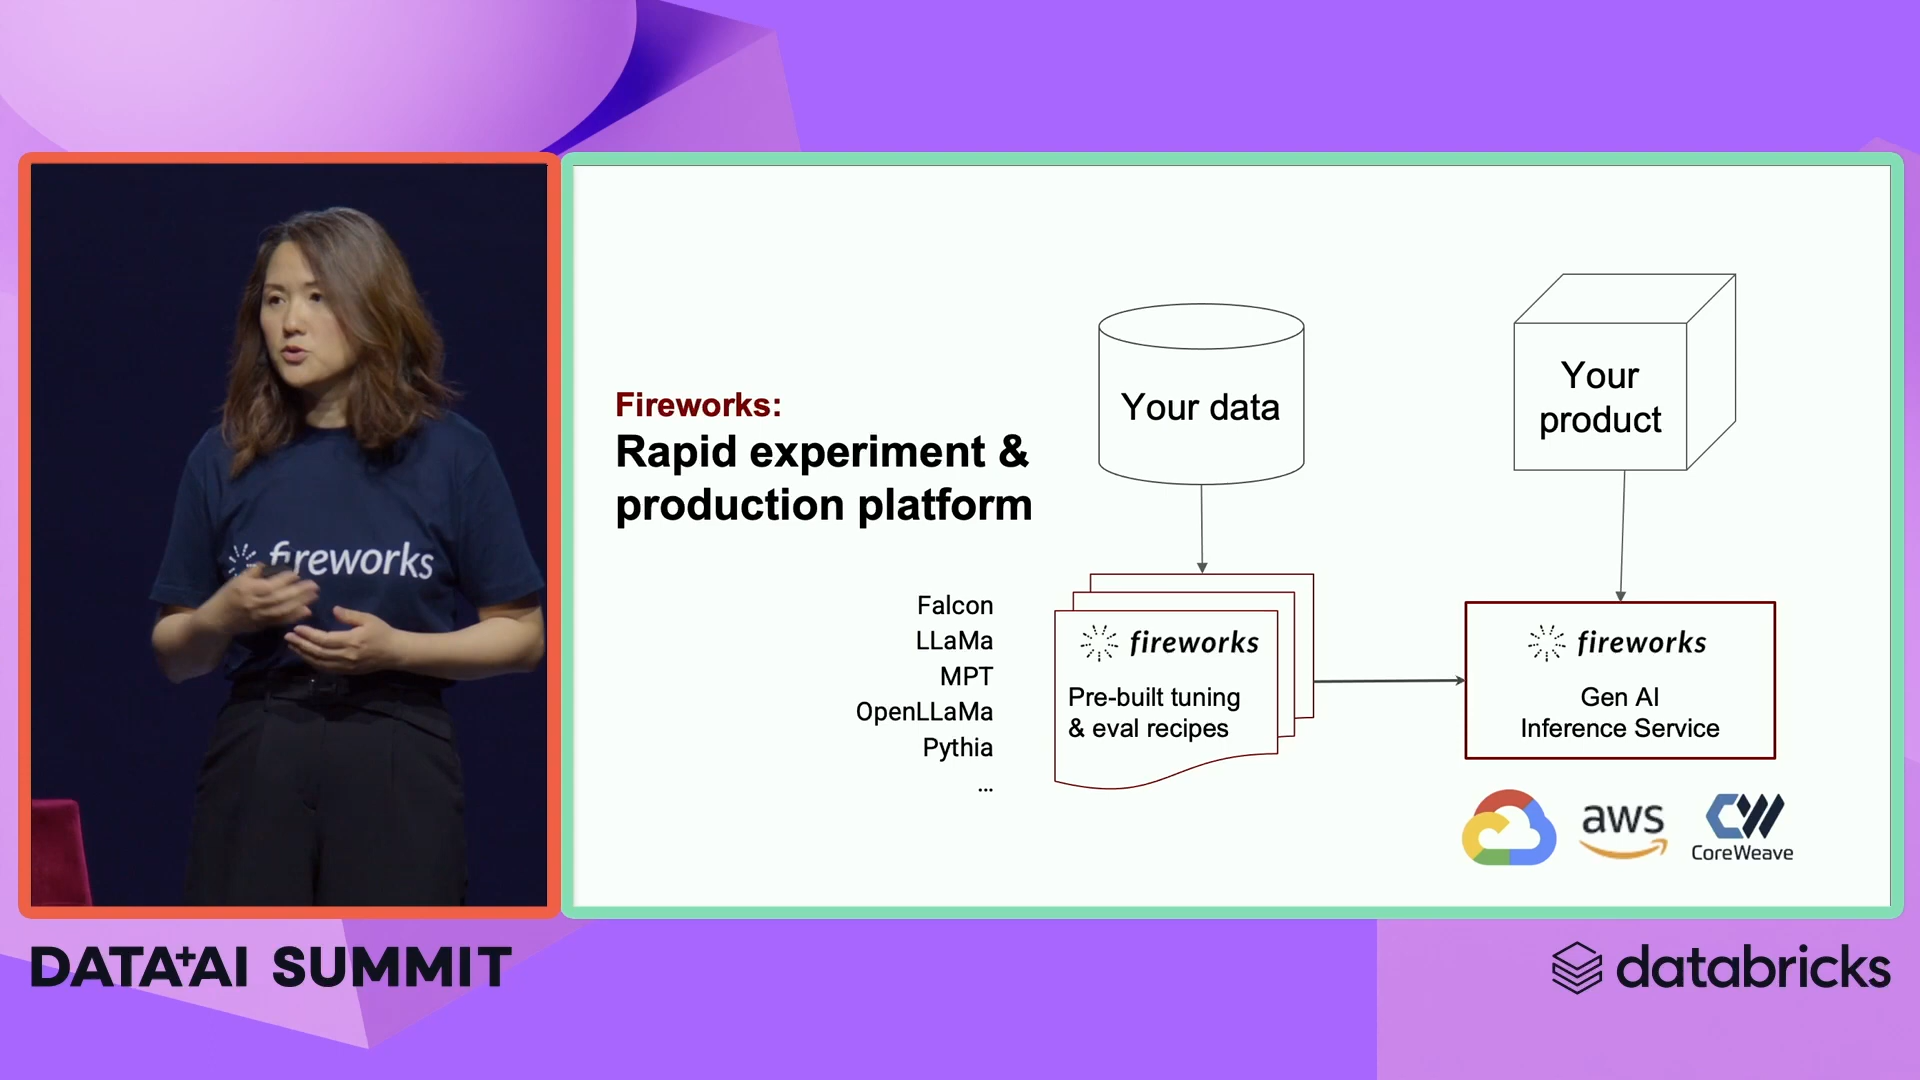 fireworks
Fireworks:
Rapid experiment &
production platform
Your data
Your
product
Falcon
LLaMa
MPT
OpenLLaMa
Pythia
...
fireworks
Pre-built tuning
& eval recipes
fireworks
Gen AI
Inference Service
aws
CoreWeave
DATA+AI SUMMIT
databricks